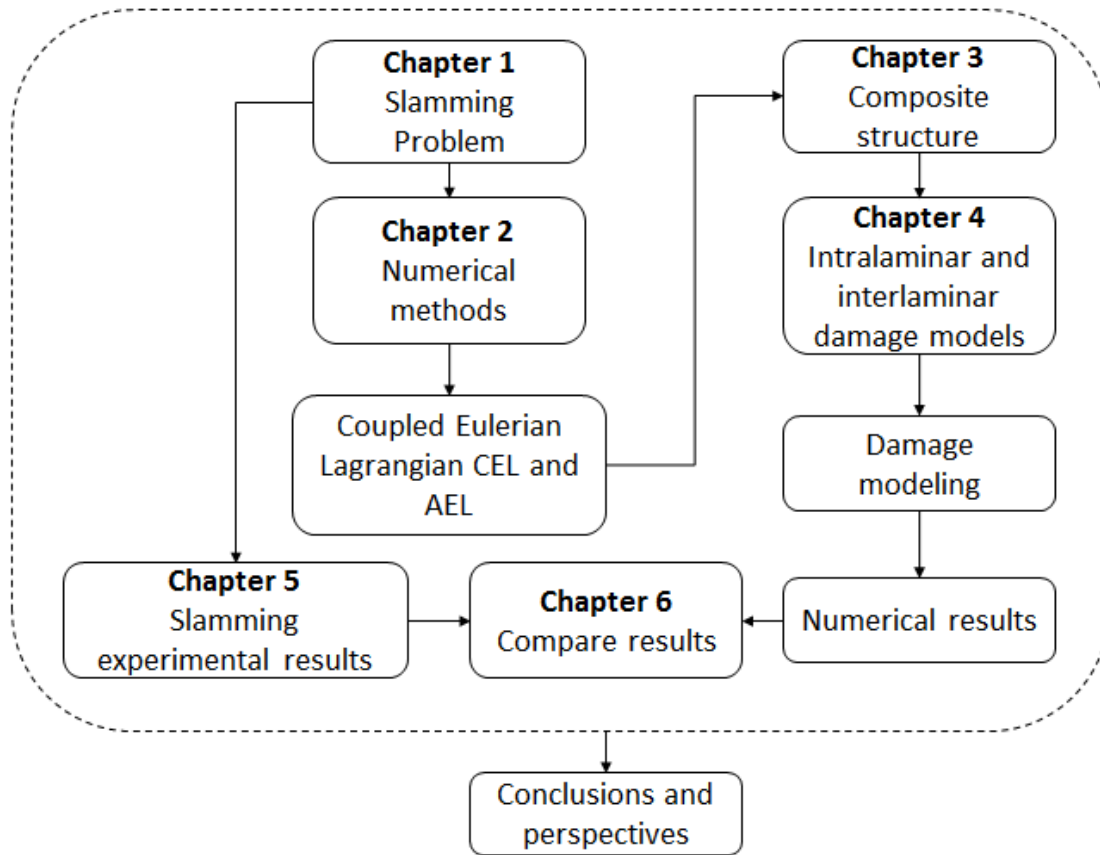 Chapter 1
Slamming
Problem
Chapter 2
Numerical
methods
Coupled Eulerian
Lagrangian CEL and
AEL
Chapter 3
Composite
structure
Chapter 4
Intralaminar and
interlaminar
damage models
Damage
modeling
Numerical results
Chapter 5
Slamming
experimental results
Chapter 6
Compare results
Conclusions and
perspectives